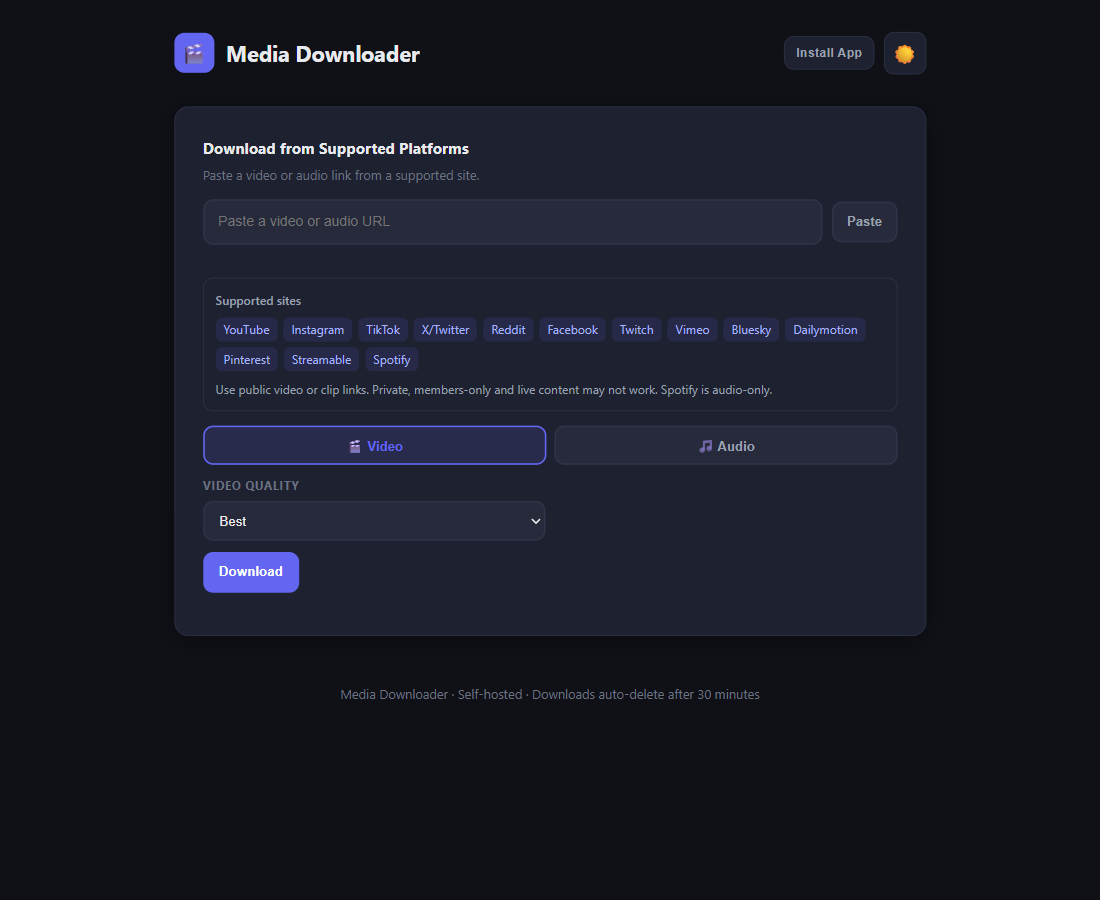 Media Downloader
Install App
Download from Supported Platforms
Paste a video or audio link from a supported site.
Paste a video or audio URL
Paste
Supported sites
YouTube Instagram TikTok X/Twitter Reddit Facebook Twitch Vimeo Bluesky Dailymotion
Pinterest Streamable Spotify
Use public video or clip links. Private, members-only and live content may not work. Spotify is audio-only.
Video
Audio
VIDEO QUALITY
Best
Download
Media Downloader · Self-hosted · Downloads auto-delete after 30 minutes